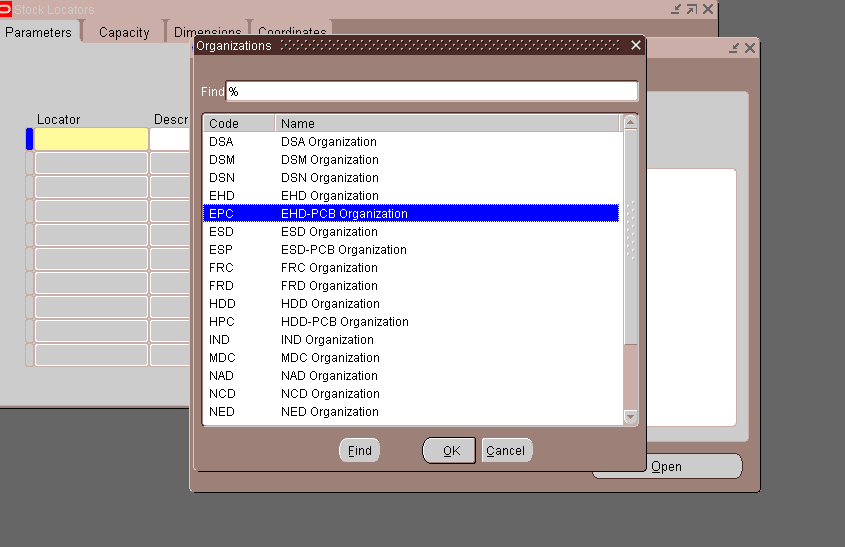 Stock Locators
Parameters Capacity Dimensions Coordinates
Organizations
Find %
Locator Descr
Code Name
DSA DSA Organization
DSM DSM Organization
DSN DSN Organization
EHD EHD Organization
EPC EHD-PCB Organization
ESD ESD Organization
ESP ESD-PCB Organization
FRC FRC Organization
FRD FRD Organization
HDD HDD Organization
HPC HDD-PCB Organization
IND IND Organization
MDC MDC Organization
NAD NAD Organization
NCD NCD Organization
NED NED Organization
Find OK Cancel
Open